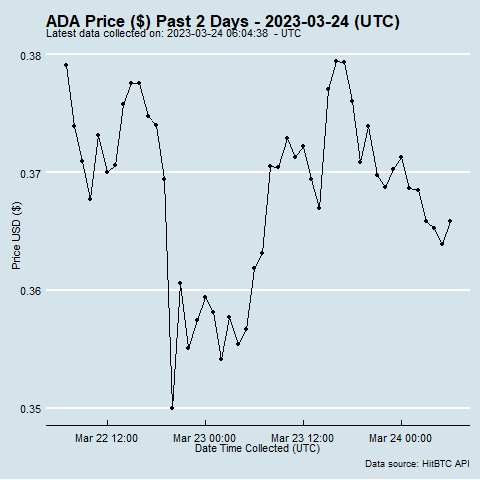 ADA Price ($) Past 2 Days - 2023-03-24 (UTC)
Latest data collected on: 2023-03-24 06:04:38 - UTC
0.38
0.37
0.36
0.35
Price USD ($)
Mar 22 12:00 Mar 23 00:00 Mar 23 12:00 Mar 24 00:00
Date Time Collected (UTC)
Data source: HitBTC API